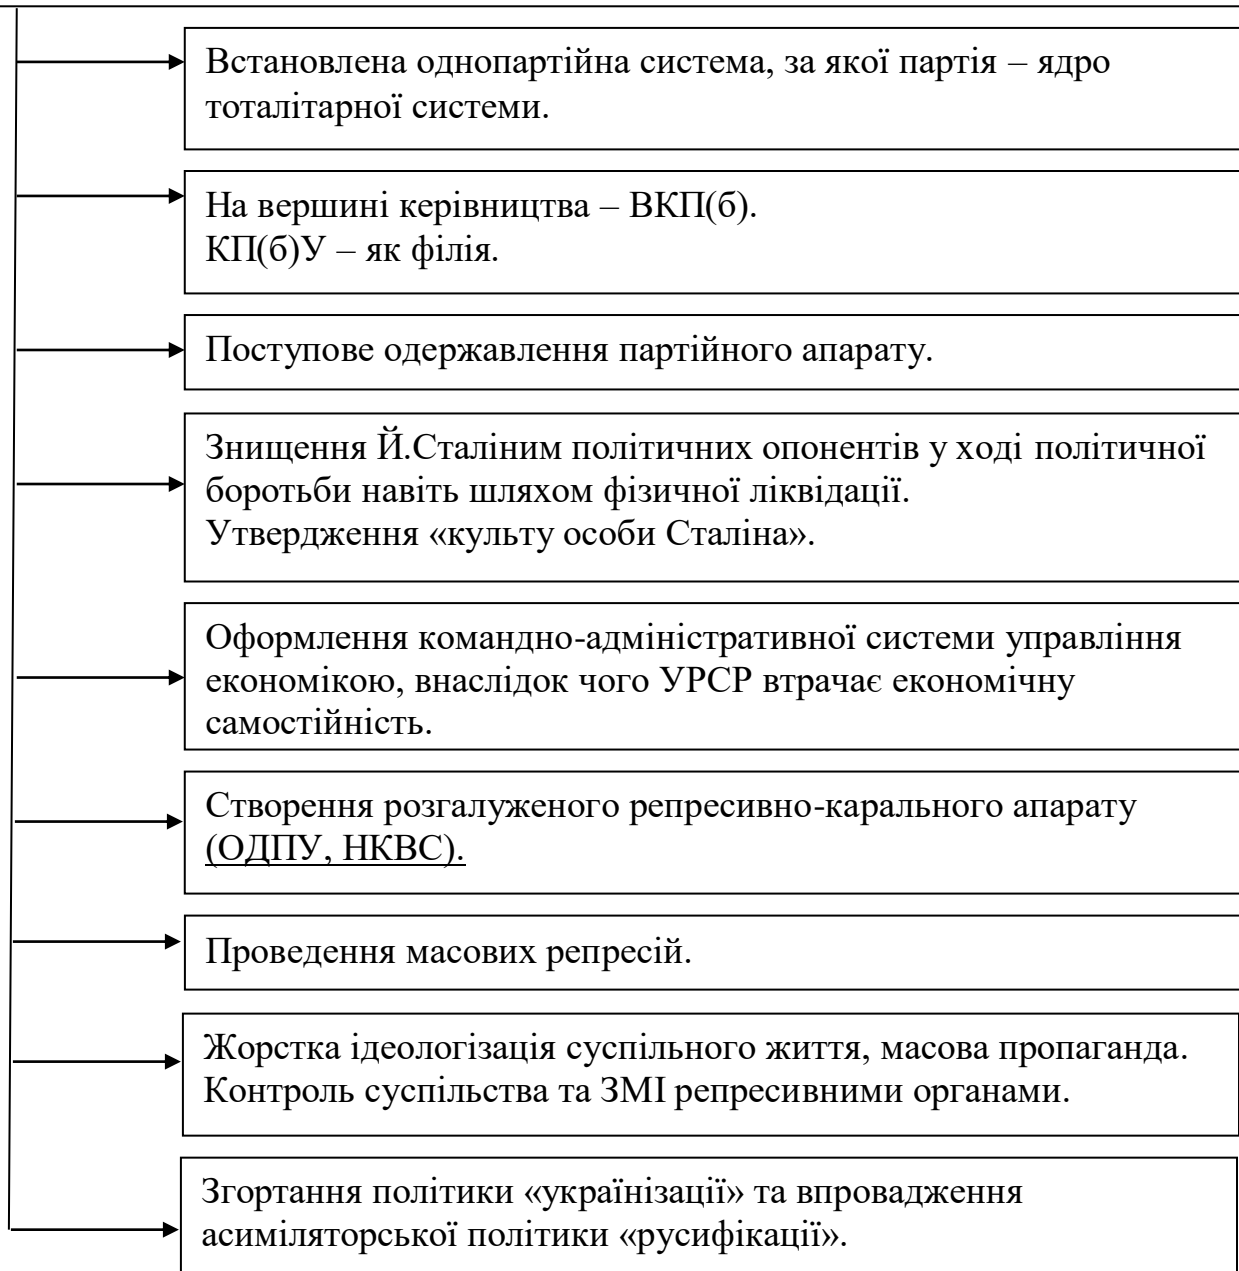 Встановлена однопартійна система, за якої партія – ядро
тоталітарної системи.
На вершині керівництва – ВКП(б).
КП(б)У – як філія.
Поступове одержавлення партійного апарату.
Знищення Й.Сталіним політичних опонентів у ході політичної
боротьби навіть шляхом фізичної ліквідації.
Утвердження «культу особи Сталіна».
Оформлення командно-адміністративної системи управління
економікою, внаслідок чого УРСР втрачає економічну
самостійність.
Створення розгалуженого репресивно-карального апарату
(ОДПУ, НКВС).
Проведення масових репресій.
Жорстка ідеологізація суспільного життя, масова пропаганда.
Контроль суспільства та ЗМІ репресивними органами.
Згортання політики «українізації» та впровадження
асиміляторської політики «русифікації».